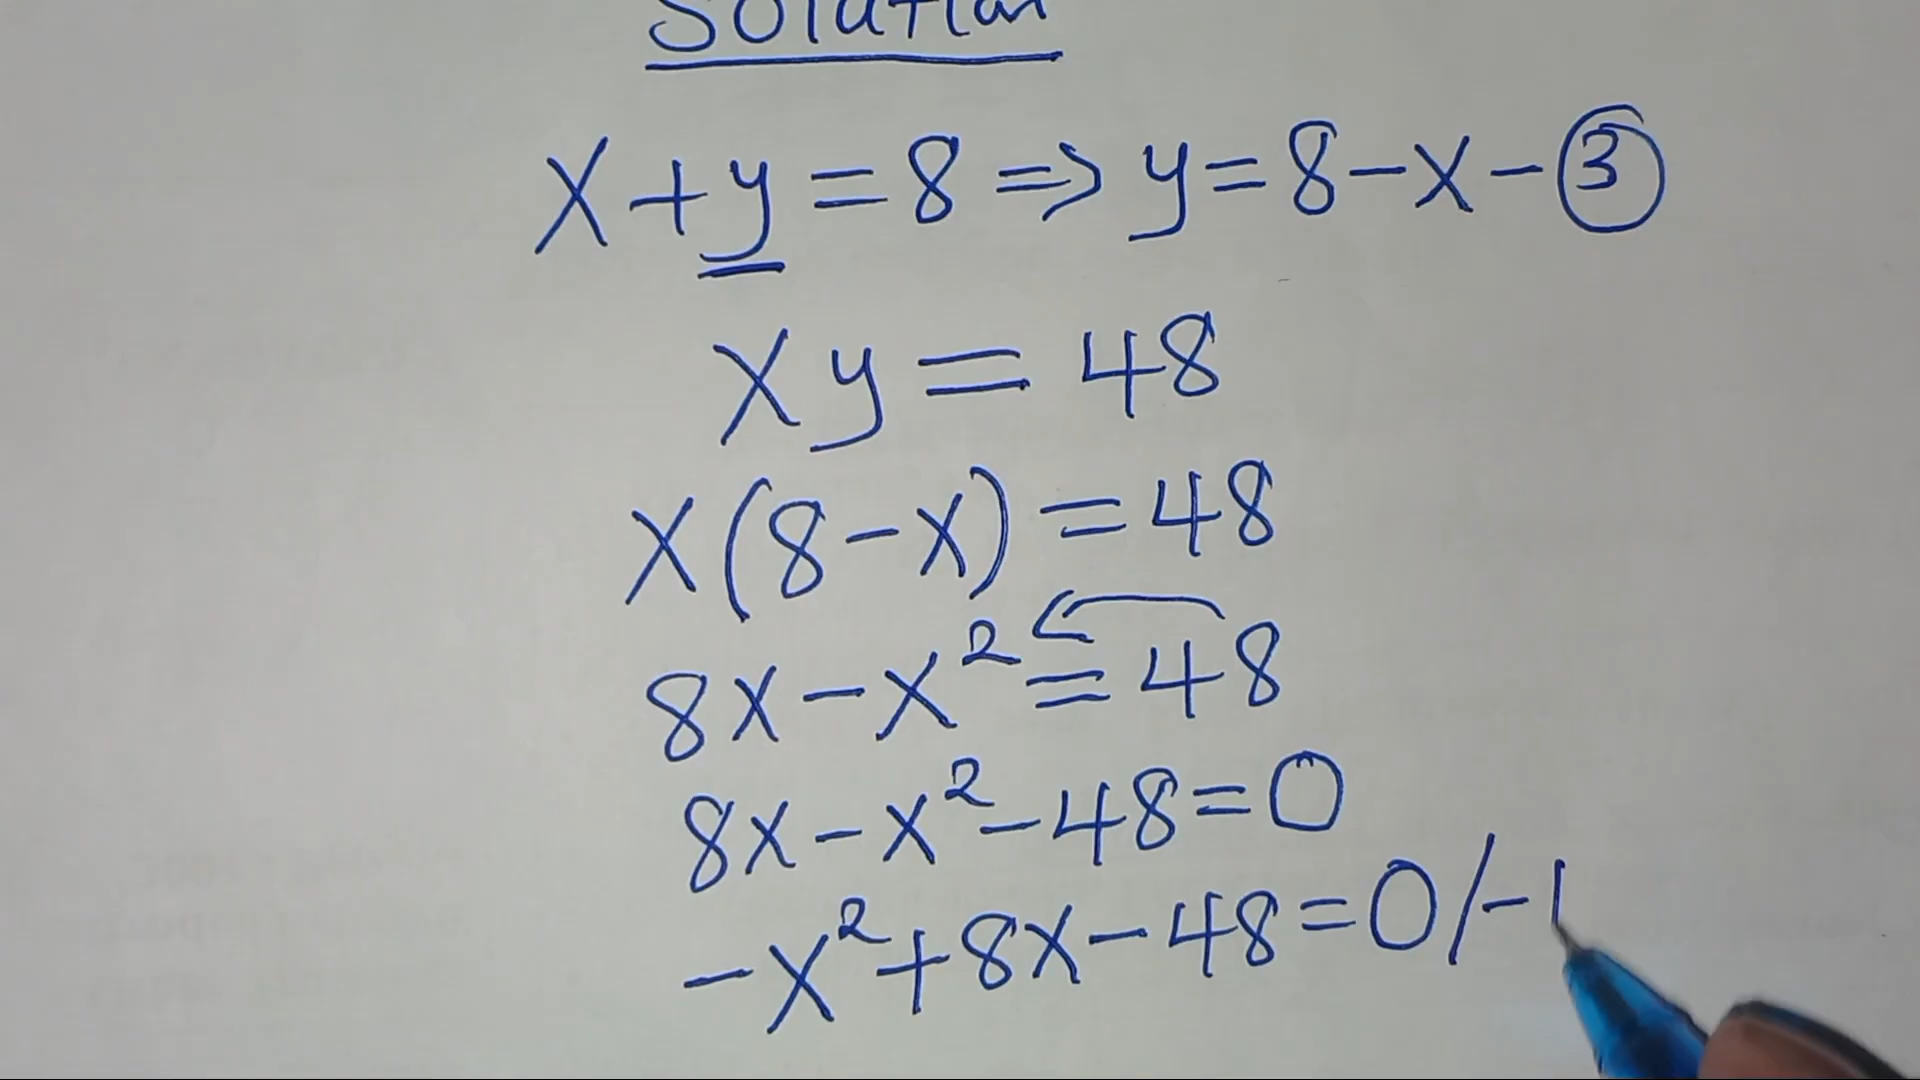 Solution
x+y=8⇒y=8-x-③
xy=48
x(8-x)=48
8x-x²=48
8x-x²-48=0
-x²+8x-48=0/-1